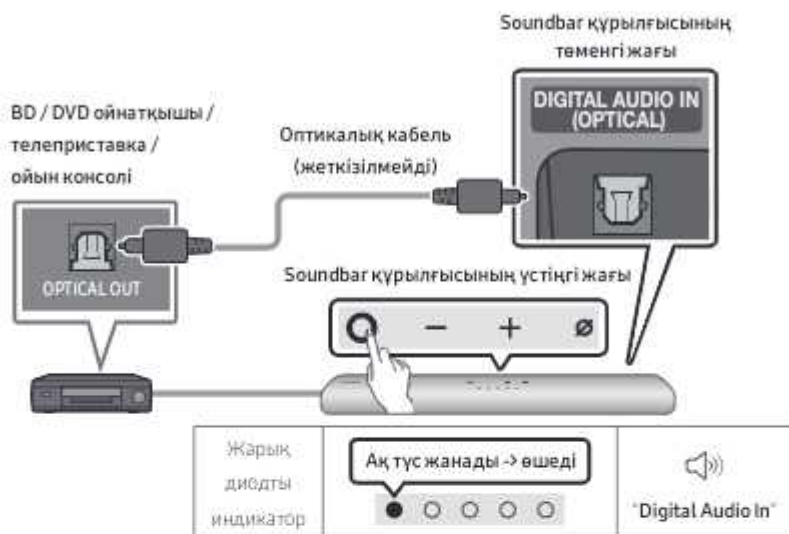 Soundbar құрылғысының
төменгі жағы
DIGITAL AUDIO IN
(OPTICAL)
BD / DVD ойнатқышы /
телеприставка /
ойын консолі
Оптикалық кабель
(жеткізілмейді)
OPTICAL OUT
Soundbar құрылғысының үстіңгі жағы
Жарық
диодты
индикатор
Ақ түс жанады -> өшеді
"Digital Audio In"